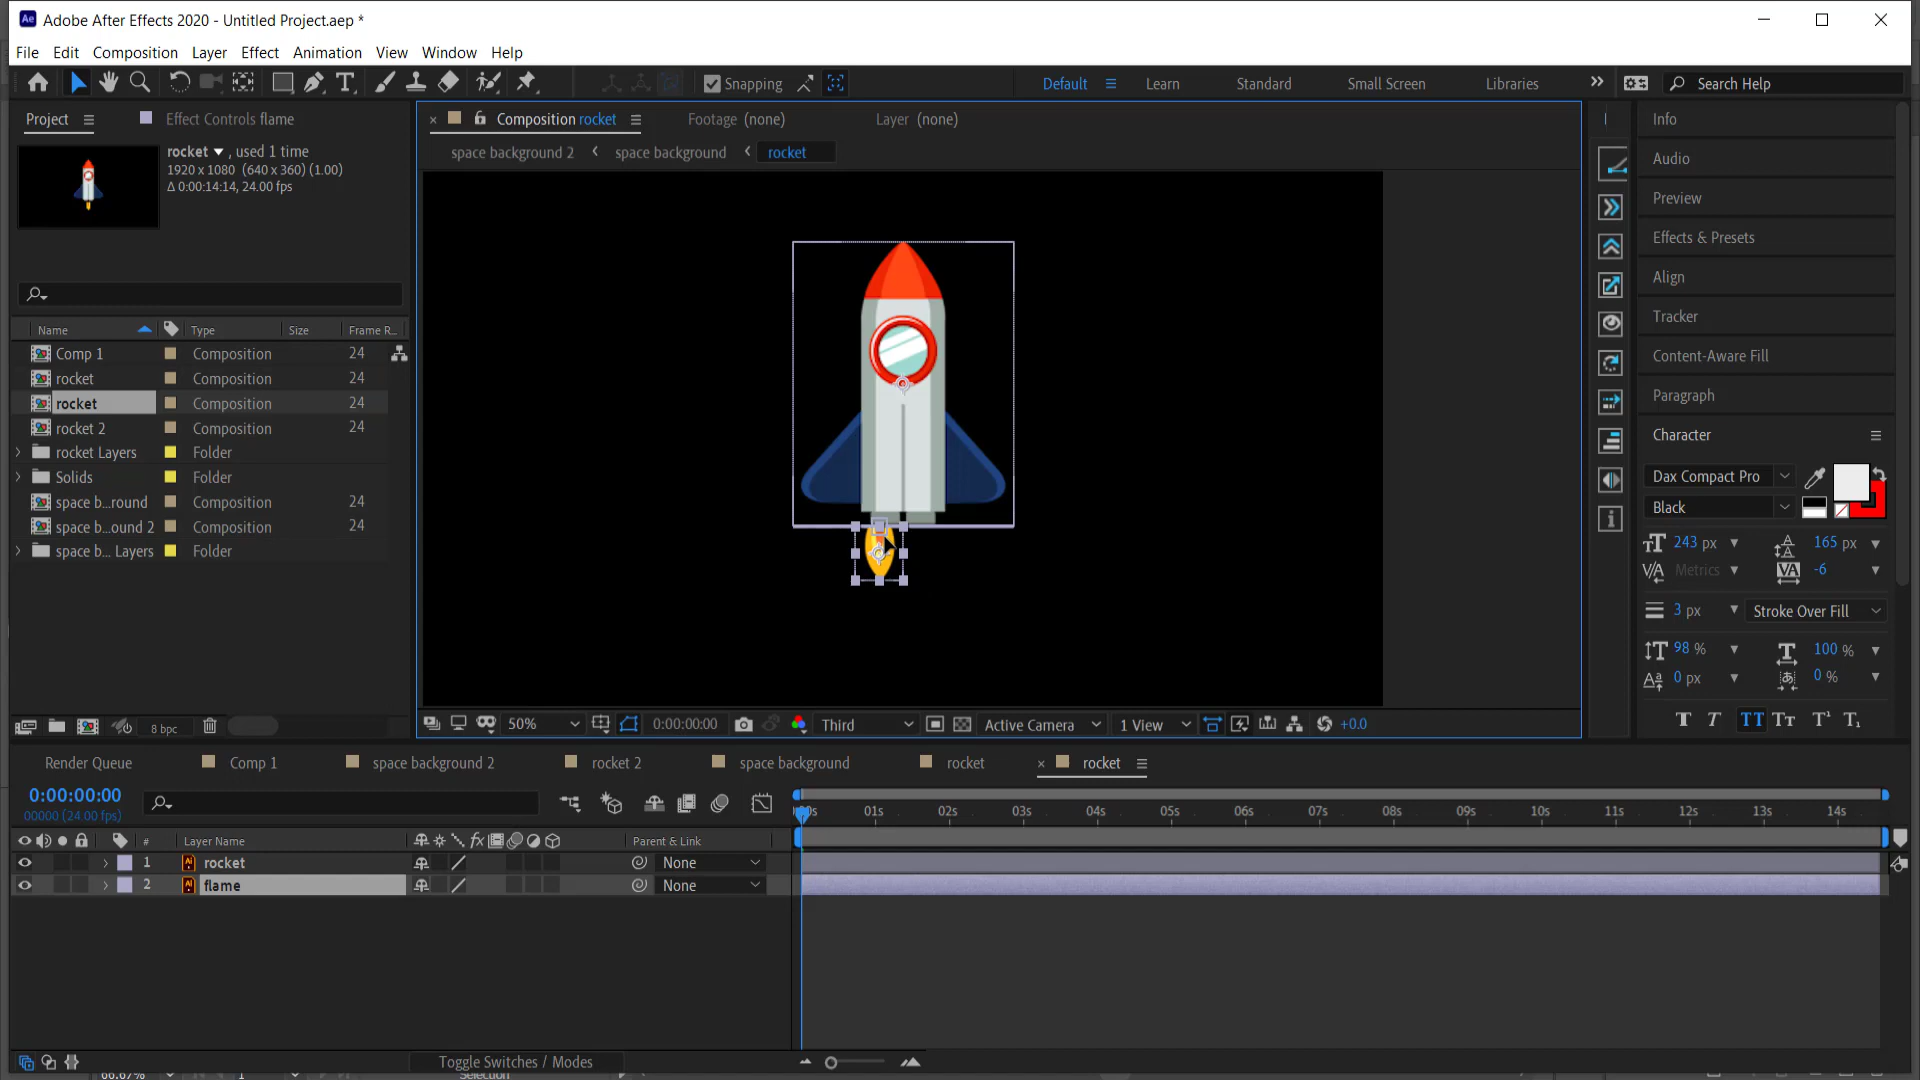 Adobe After Effects 2020 - Untitled Project.aep *
File Edit Composition Layer Effect Animation View Window Help
Snapping Default Learn Standard Small Screen Libraries Search Help
Project Effect Controls flame
Composition rocket Footage (none) Layer (none)
space background 2 space background rocket
rocket , used 1 time
1920 x 1080 (640 x 360) (1.00)
Δ 0:00:14:14, 24.00 fps
Name Type Size Frame R...
Comp 1 Composition 24
rocket Composition 24
rocket Composition 24
rocket 2 Composition 24
rocket Layers Folder
Solids Folder
space b...round Composition 24
space b...ound 2 Composition 24
space b... Layers Folder
8 bpc
50% 0:00:00:00 Third Active Camera 1 View +0.0
Info
Audio
Preview
Effects & Presets
Align
Tracker
Content-Aware Fill
Paragraph
Character
Dax Compact Pro
Black
243 px 165 px
Metrics -6
3 px Stroke Over Fill
98 % 100 %
0 px 0 %
Render Queue Comp 1 space background 2 rocket 2 space background rocket rocket
0:00:00:00
00000 (24.00 fps)
01s 02s 03s 04s 05s 06s 07s 08s 09s 10s 11s 12s 13s 14s
# Layer Name Parent & Link
1 rocket None
2 flame None
Toggle Switches / Modes
66.67% 1 Selection